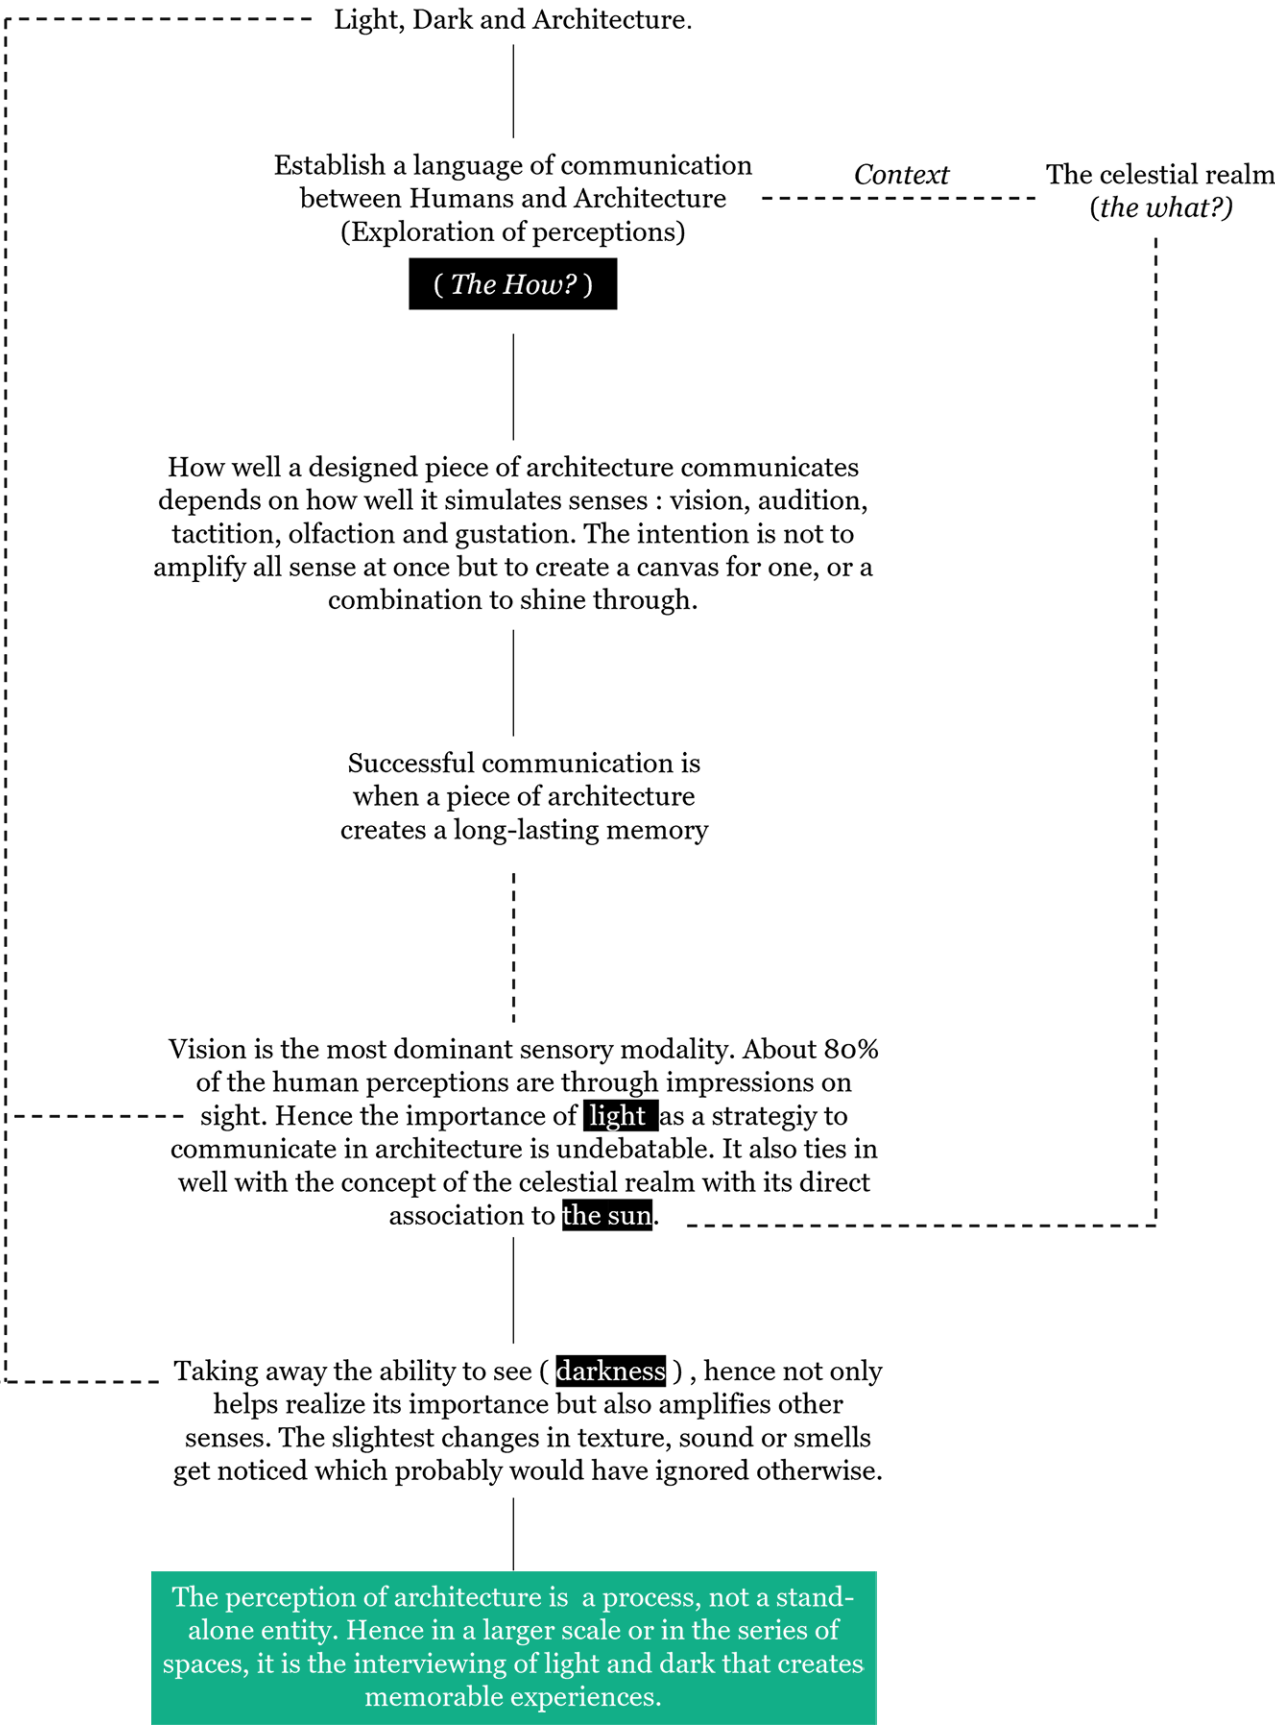 Light, Dark and Architecture.
Establish a language of communication
between Humans and Architecture
(Exploration of perceptions)
( The How? )
Context
The celestial realm
(the what?)
How well a designed piece of architecture communicates
depends on how well it simulates senses : vision, audition,
tactition, olfaction and gustation. The intention is not to
amplify all sense at once but to create a canvas for one, or a
combination to shine through.
Successful communication is
when a piece of architecture
creates a long-lasting memory
Vision is the most dominant sensory modality. About 80%
of the human perceptions are through impressions on
sight. Hence the importance of light as a strategiy to
communicate in architecture is undebatable. It also ties in
well with the concept of the celestial realm with its direct
association to the sun.
Taking away the ability to see ( darkness ) , hence not only
helps realize its importance but also amplifies other
senses. The slightest changes in texture, sound or smells
get noticed which probably would have ignored otherwise.
The perception of architecture is a process, not a stand-
alone entity. Hence in a larger scale or in the series of
spaces, it is the interviewing of light and dark that creates
memorable experiences.